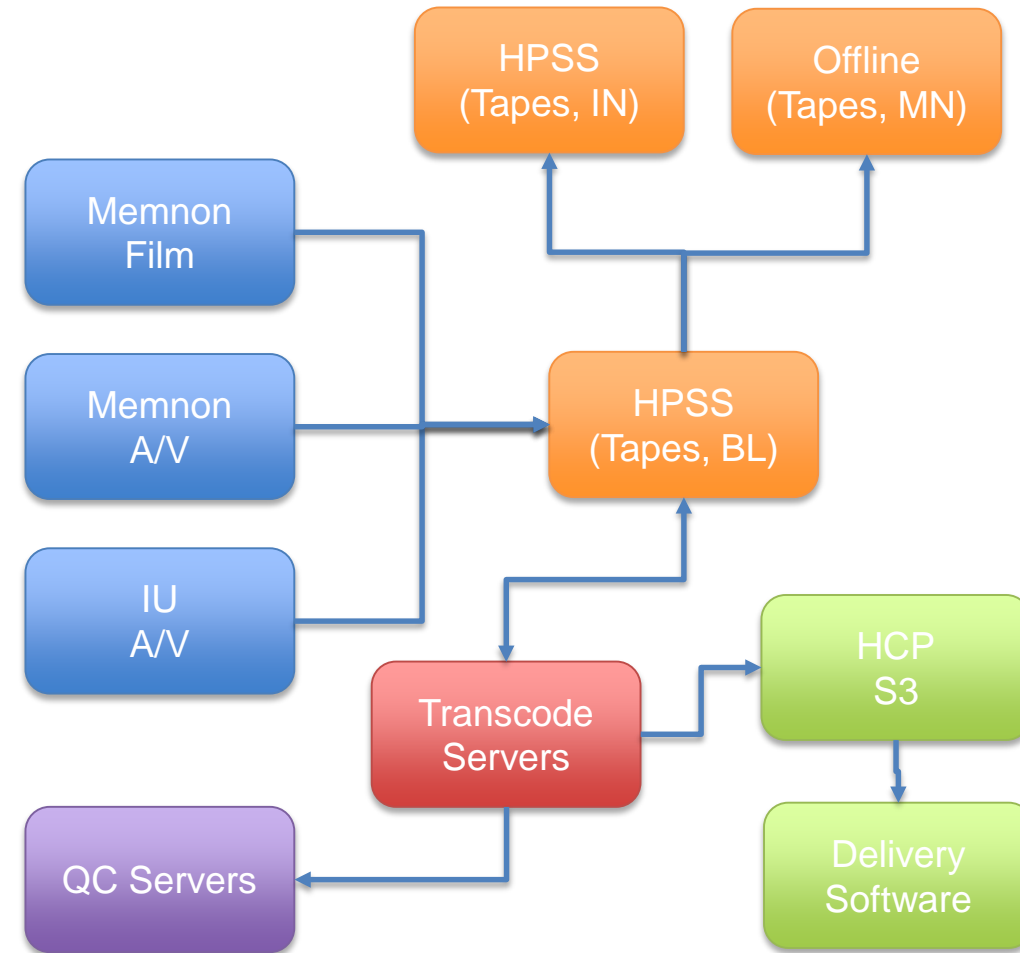 HPSS
(Tapes, IN)
Offline
(Tapes, MN)
Memnon
Film
Memnon
A/V
HPSS
(Tapes, BL)
IU
A/V
HCP
S3
Transcode
Servers
QC Servers
Delivery
Software